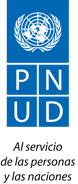 P N
U D
Al servicio
de las personas
y las naciones